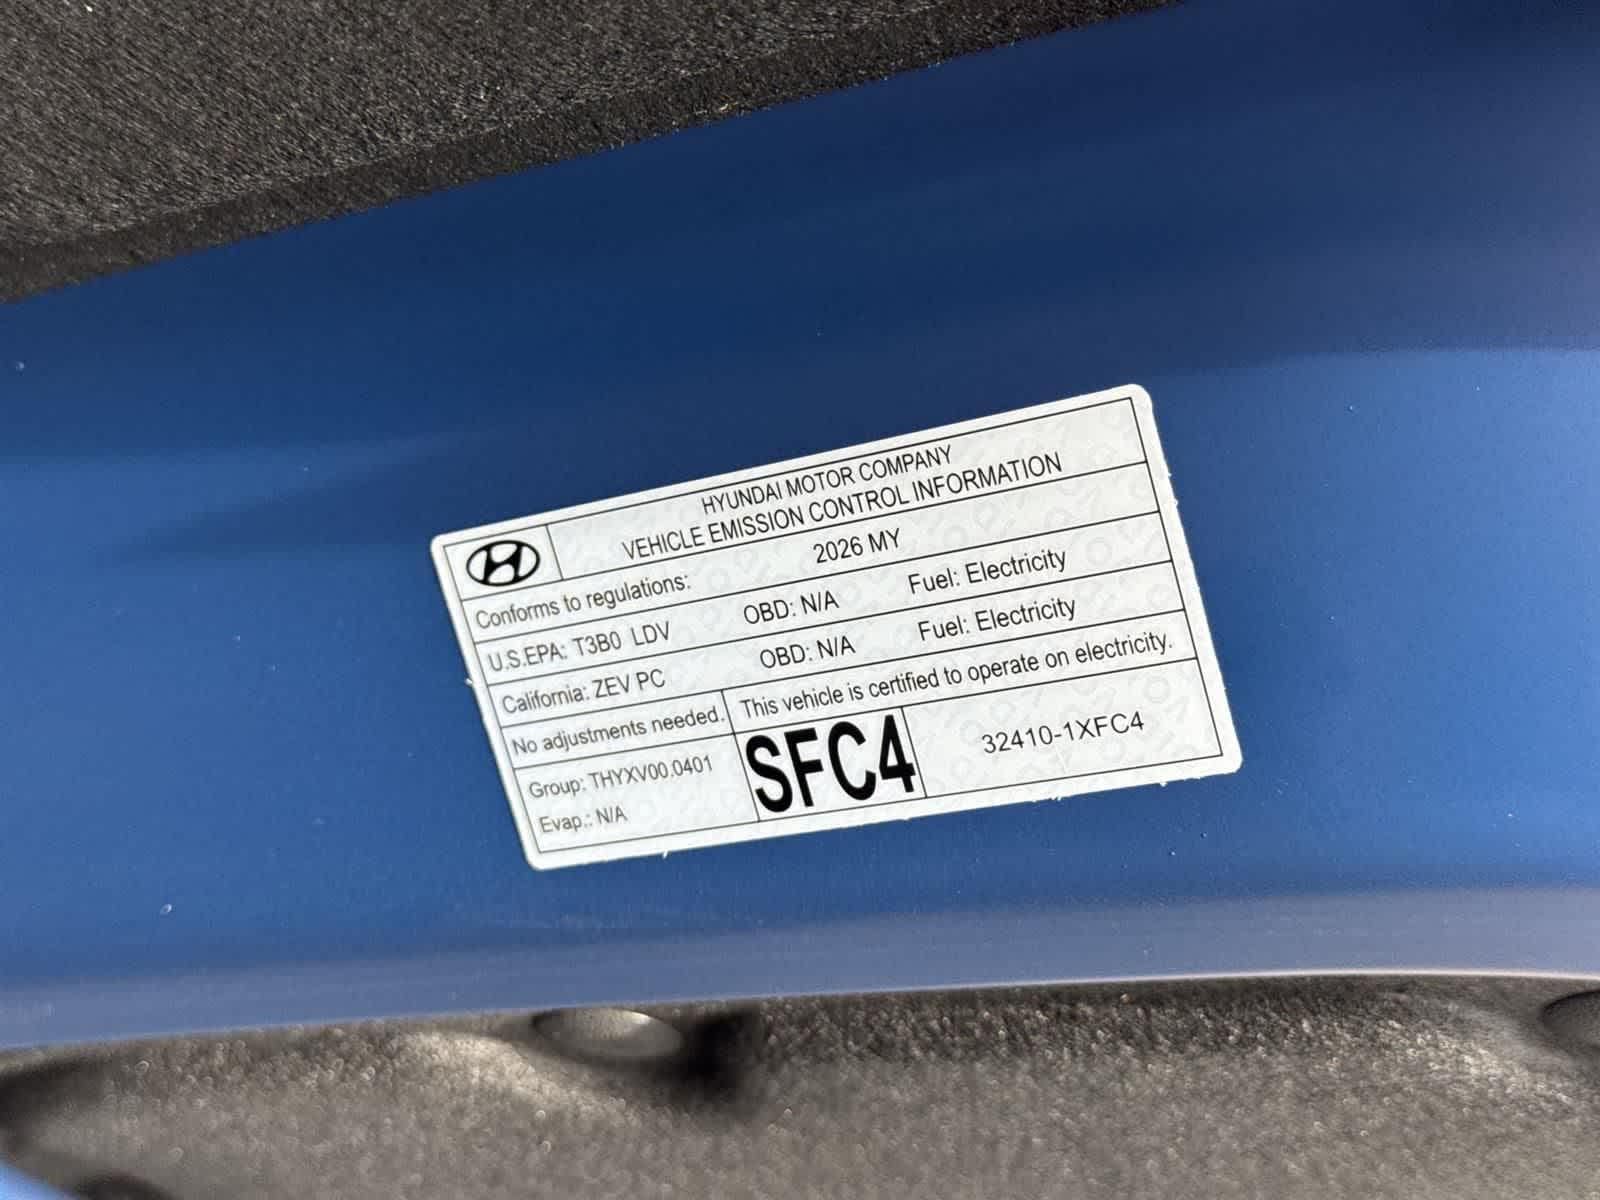 HYUNDAI MOTOR COMPANY
VEHICLE EMISSION CONTROL INFORMATION
Conforms to regulations: 2026 MY
U.S.EPA: T3B0 LDV OBD: N/A Fuel: Electricity
California: ZEV PC OBD: N/A Fuel: Electricity
No adjustments needed. This vehicle is certified to operate on electricity.
Group: THYXV00.0401
Evap.: N/A
SFC4
32410-1XFC4